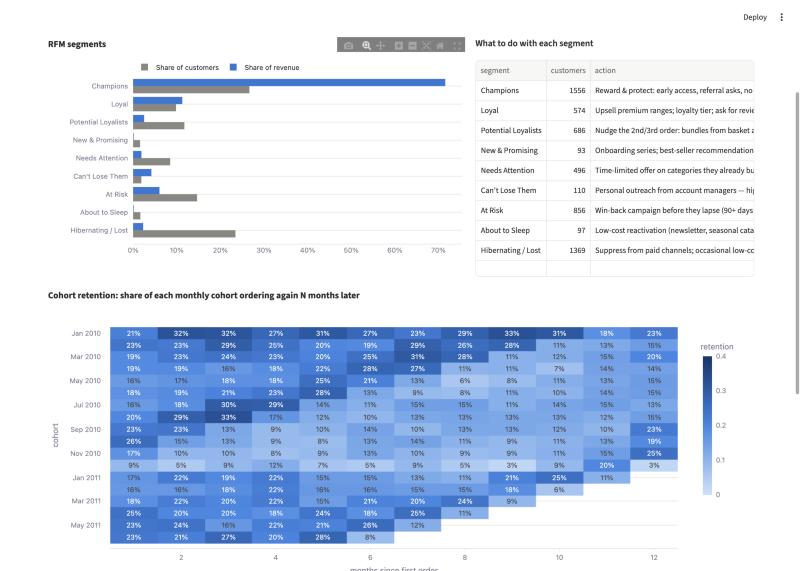 Deploy
RFM segments
What to do with each segment
Share of customers Share of revenue
segment customers action
Champions 1556 Reward & protect: early access, referral asks, no
Loyal 574 Upsell premium ranges; loyalty tier; ask for revie
Potential Loyalists 686 Nudge the 2nd/3rd order: bundles from basket a
New & Promising 93 Onboarding series; best-seller recommendation
Needs Attention 496 Time-limited offer on categories they already bu
Can't Lose Them 110 Personal outreach from account managers — hig
At Risk 856 Win-back campaign before they lapse (90+ days
About to Sleep 97 Low-cost reactivation (newsletter, seasonal cata
Hibernating / Lost 1369 Suppress from paid channels; occasional low-cc
Champions
Loyal
Potential Loyalists
New & Promising
Needs Attention
Can't Lose Them
At Risk
About to Sleep
Hibernating / Lost
0% 10% 20% 30% 40% 50% 60% 70%
Cohort retention: share of each monthly cohort ordering again N months later
Jan 2010 21% 32% 32% 27% 31% 27% 23% 29% 33% 31% 18% 23%
23% 23% 29% 25% 20% 19% 29% 26% 28% 11% 13% 15%
Mar 2010 19% 23% 24% 23% 20% 25% 31% 28% 11% 12% 15% 20%
19% 19% 16% 18% 22% 28% 27% 11% 11% 7% 14% 14%
May 2010 16% 17% 18% 18% 25% 21% 13% 6% 8% 11% 13% 15%
18% 19% 21% 23% 28% 13% 9% 8% 11% 10% 14% 15%
Jul 2010 16% 18% 30% 29% 14% 11% 15% 11% 14% 15% 15% 13%
20% 29% 33% 17% 12% 10% 13% 13% 13% 13% 12% 15%
Sep 2010 23% 23% 13% 9% 10% 14% 10% 13% 13% 9% 10% 23%
26% 15% 13% 9% 8% 13% 14% 11% 9% 11% 13% 19%
Nov 2010 17% 10% 10% 8% 9% 13% 10% 11% 9% 11% 15% 25%
9% 5% 9% 12% 7% 5% 9% 5% 3% 9% 20% 3%
Jan 2011 17% 22% 19% 22% 15% 15% 13% 11% 21% 25% 11%
16% 16% 18% 22% 16% 15% 15% 15% 18% 6%
Mar 2011 18% 22% 20% 22% 15% 21% 20% 24% 9%
25% 20% 20% 18% 24% 18% 25% 11%
May 2011 23% 24% 16% 22% 21% 26% 12%
23% 21% 27% 20% 28% 8%
2 4 6 8 10 12
cohort
months since first order
retention
0.4
0.3
0.2
0.1
0